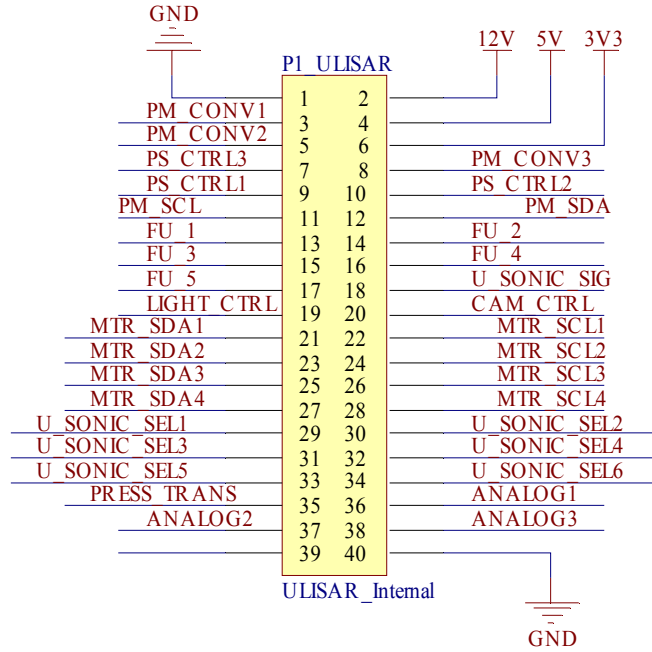 GND
12V 5V 3V3
P1_ULISAR
1 2
PM_CONV1 3 4
PM_CONV2 5 6
PS_CTRL3 7 8 PM_CONV3
PS_CTRL1 9 10 PS_CTRL2
PM_SCL 11 12 PM_SDA
FU_1 13 14 FU_2
FU_3 15 16 FU_4
FU_5 17 18 U_SONIC_SIG
LIGHT_CTRL 19 20 CAM_CTRL
MTR_SDA1 21 22 MTR_SCL1
MTR_SDA2 23 24 MTR_SCL2
MTR_SDA3 25 26 MTR_SCL3
MTR_SDA4 27 28 MTR_SCL4
U_SONIC_SEL1 29 30 U_SONIC_SEL2
U_SONIC_SEL3 31 32 U_SONIC_SEL4
U_SONIC_SEL5 33 34 U_SONIC_SEL6
PRESS_TRANS 35 36 ANALOG1
ANALOG2 37 38 ANALOG3
39 40
ULISAR_Internal
GND